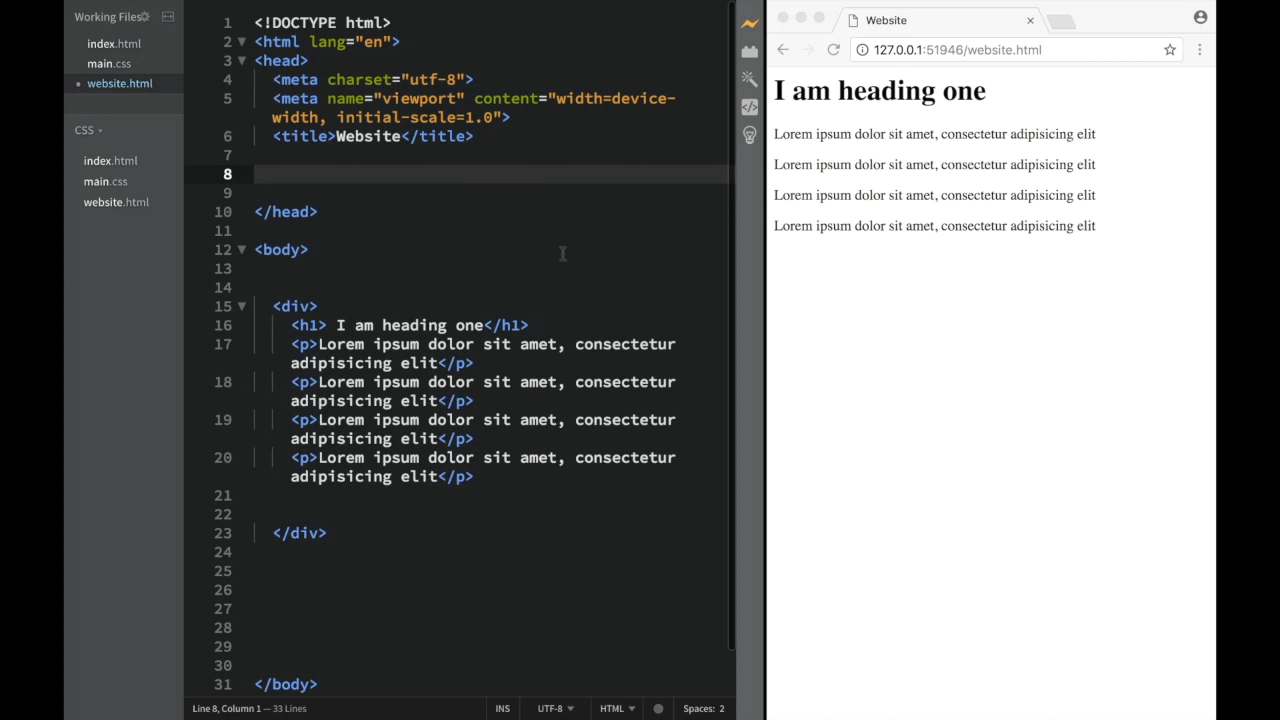 Working Files
index.html
main.css
website.html
CSS
index.html
main.css
website.html
1 <!DOCTYPE html>
2 <html lang="en">
3 <head>
4 <meta charset="utf-8">
5 <meta name="viewport" content="width=device-
width, initial-scale=1.0">
6 <title>Website</title>
7
8
9
10 </head>
11
12 <body>
13
14
15 <div>
16 <h1> I am heading one</h1>
17 <p>Lorem ipsum dolor sit amet, consectetur
adipisicing elit</p>
18 <p>Lorem ipsum dolor sit amet, consectetur
adipisicing elit</p>
19 <p>Lorem ipsum dolor sit amet, consectetur
adipisicing elit</p>
20 <p>Lorem ipsum dolor sit amet, consectetur
adipisicing elit</p>
21
22
23 </div>
24
25
26
27
28
29
30
31 </body>
Line 8, Column 1 — 33 Lines
INS
UTF-8
HTML
Spaces: 2
Website
127.0.0.1:51946/website.html
I am heading one
Lorem ipsum dolor sit amet, consectetur adipisicing elit
Lorem ipsum dolor sit amet, consectetur adipisicing elit
Lorem ipsum dolor sit amet, consectetur adipisicing elit
Lorem ipsum dolor sit amet, consectetur adipisicing elit